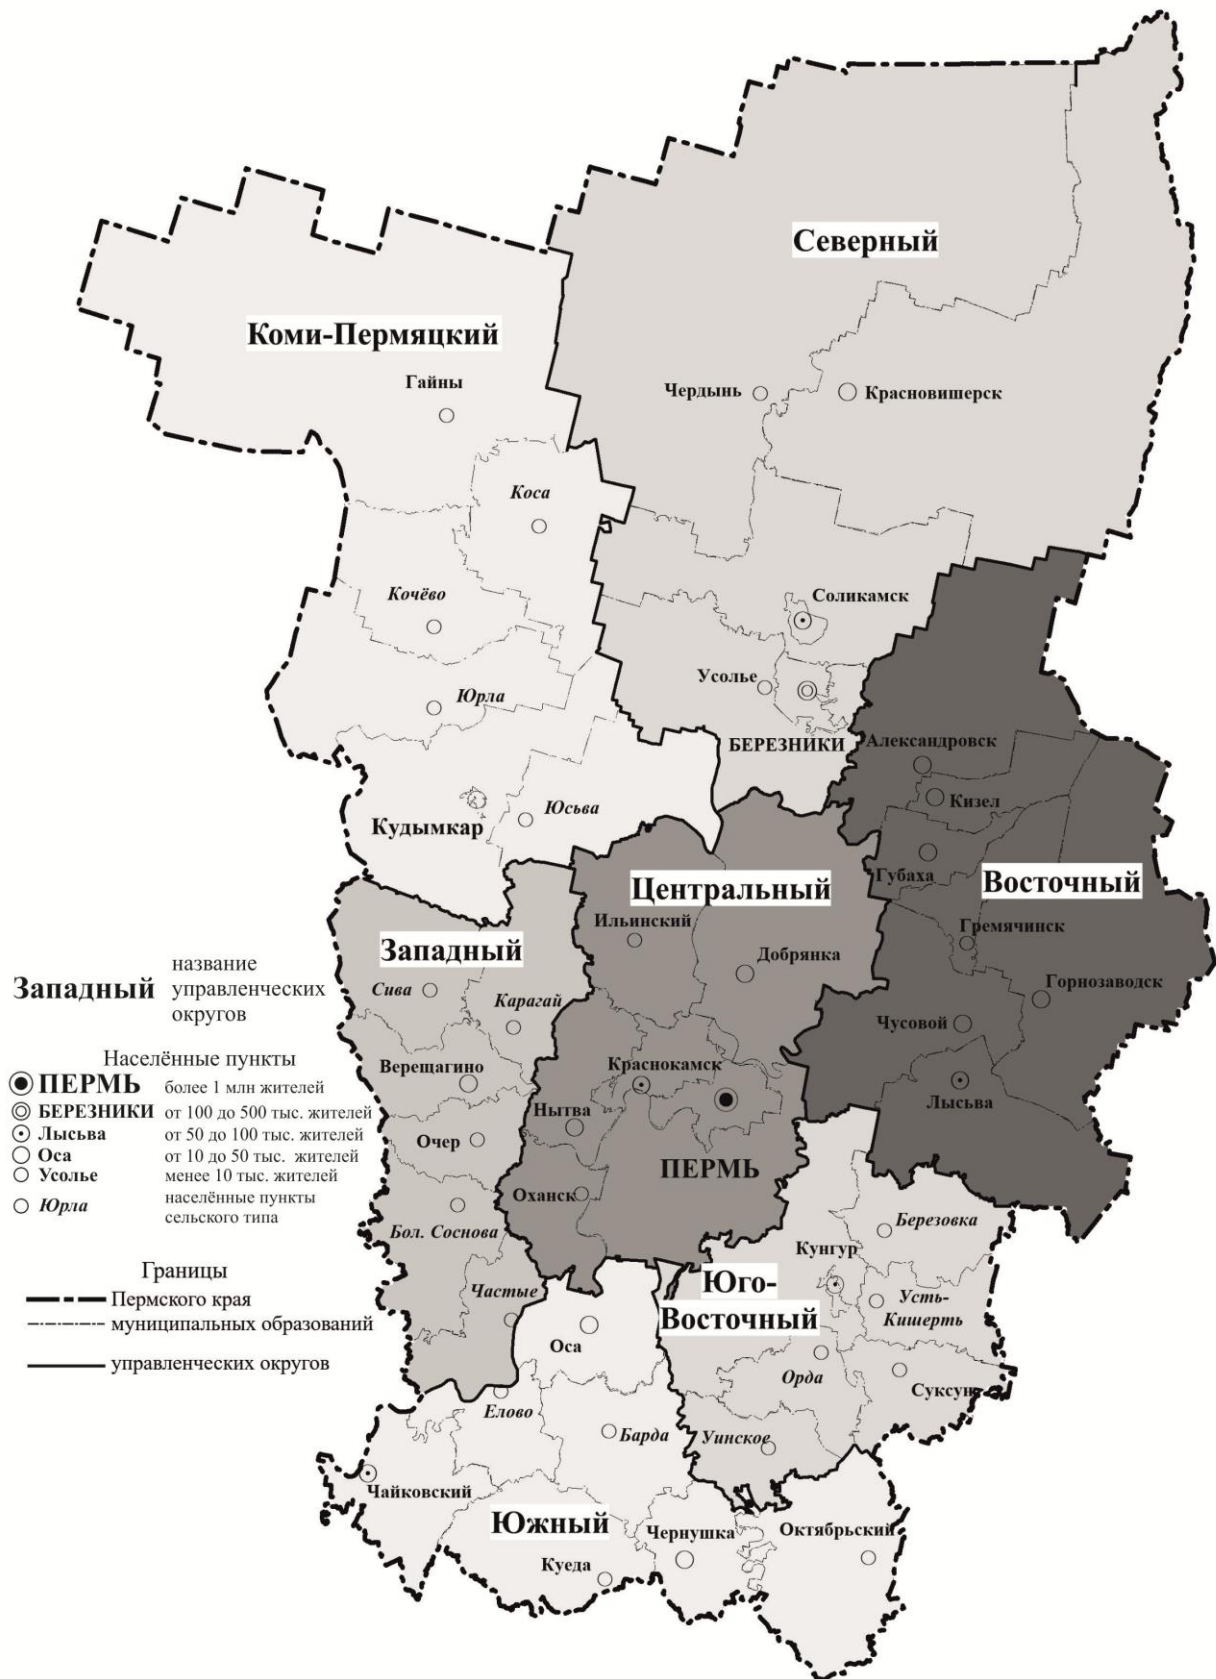 Северный
Коми-Пермяцкий
Гайны
Чердынь
Красновишерск
Коса
Кочёво
Соликамск
Усолье
Юрла
БЕРЕЗНИКИ
Александровск
Кизел
Юсьва
Кудымкар
Губаха
Восточный
Центральный
Ильинский
Западный
Гремячинск
Добрянка
Сива
Карагай
Горнозаводск
Чусовой
Верещагино
Краснокамск
Нытва
Лысьва
Очер
ПЕРМЬ
Оханск
Бол. Соснова
Березовка
Кунгур
Частые
Юго-
Восточный
Усть-
Кишерть
Оса
Орда
Суксун
Елово
Барда
Уинское
Чайковский
Южный
Чернушка
Октябрьский
Куеда
Западный
название
управленческих
округов
Населённые пункты
ПЕРМЬ более 1 млн жителей
БЕРЕЗНИКИ от 100 до 500 тыс. жителей
Лысьва от 50 до 100 тыс. жителей
Оса от 10 до 50 тыс. жителей
Усолье менее 10 тыс. жителей
Юрла населённые пункты
сельского типа
Границы
Пермского края
муниципальных образований
управленческих округов